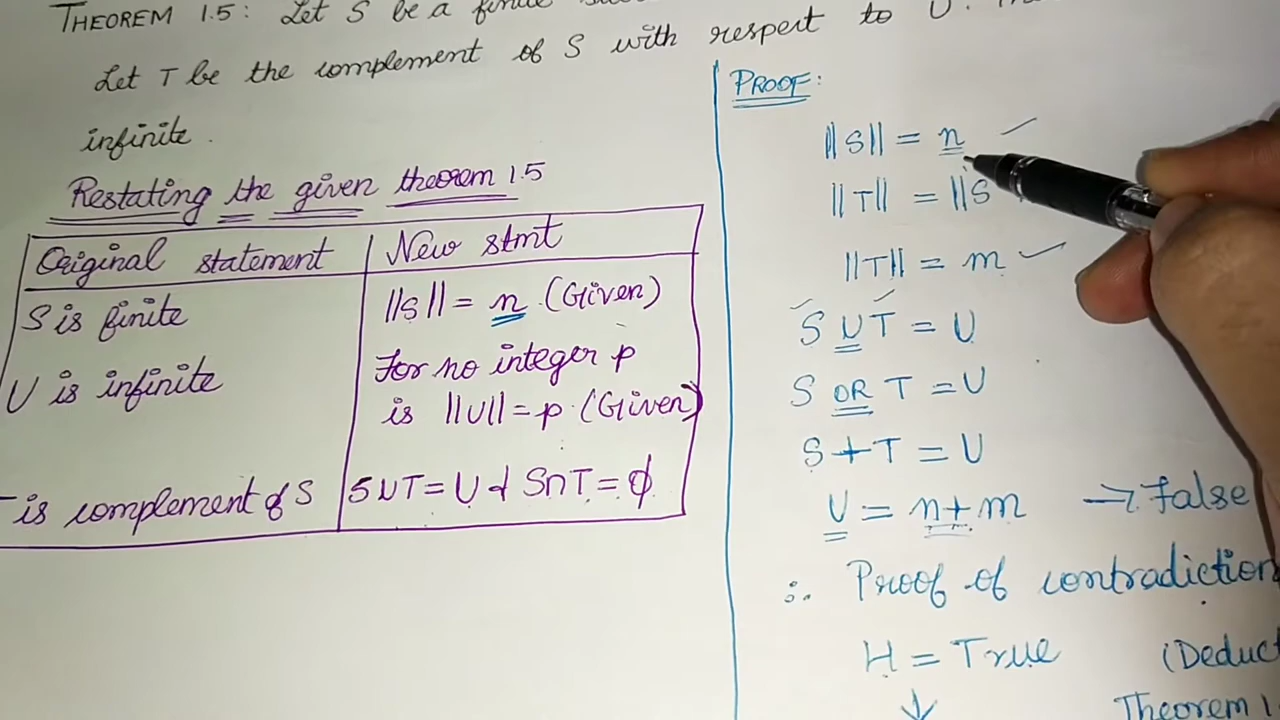 THEOREM 1.5: Let S be a finite
Let T be the complement of S with respect to U.
infinite.
Restating the given theorem 1.5
Original statement | New stmt
S is finite
||S|| = n (Given)
U is infinite
For no integer p
is ||U|| = p (Given)
T is complement of S
SUT = U & S∩T = φ
PROOF:
||S|| = n ✓
||T|| = ||S
||T|| = m ✓
S U T = U
S OR T = U
S + T = U
U = n+m → false
∴ Proof of contradiction
H = True (Deduct
↓ Theorem 1